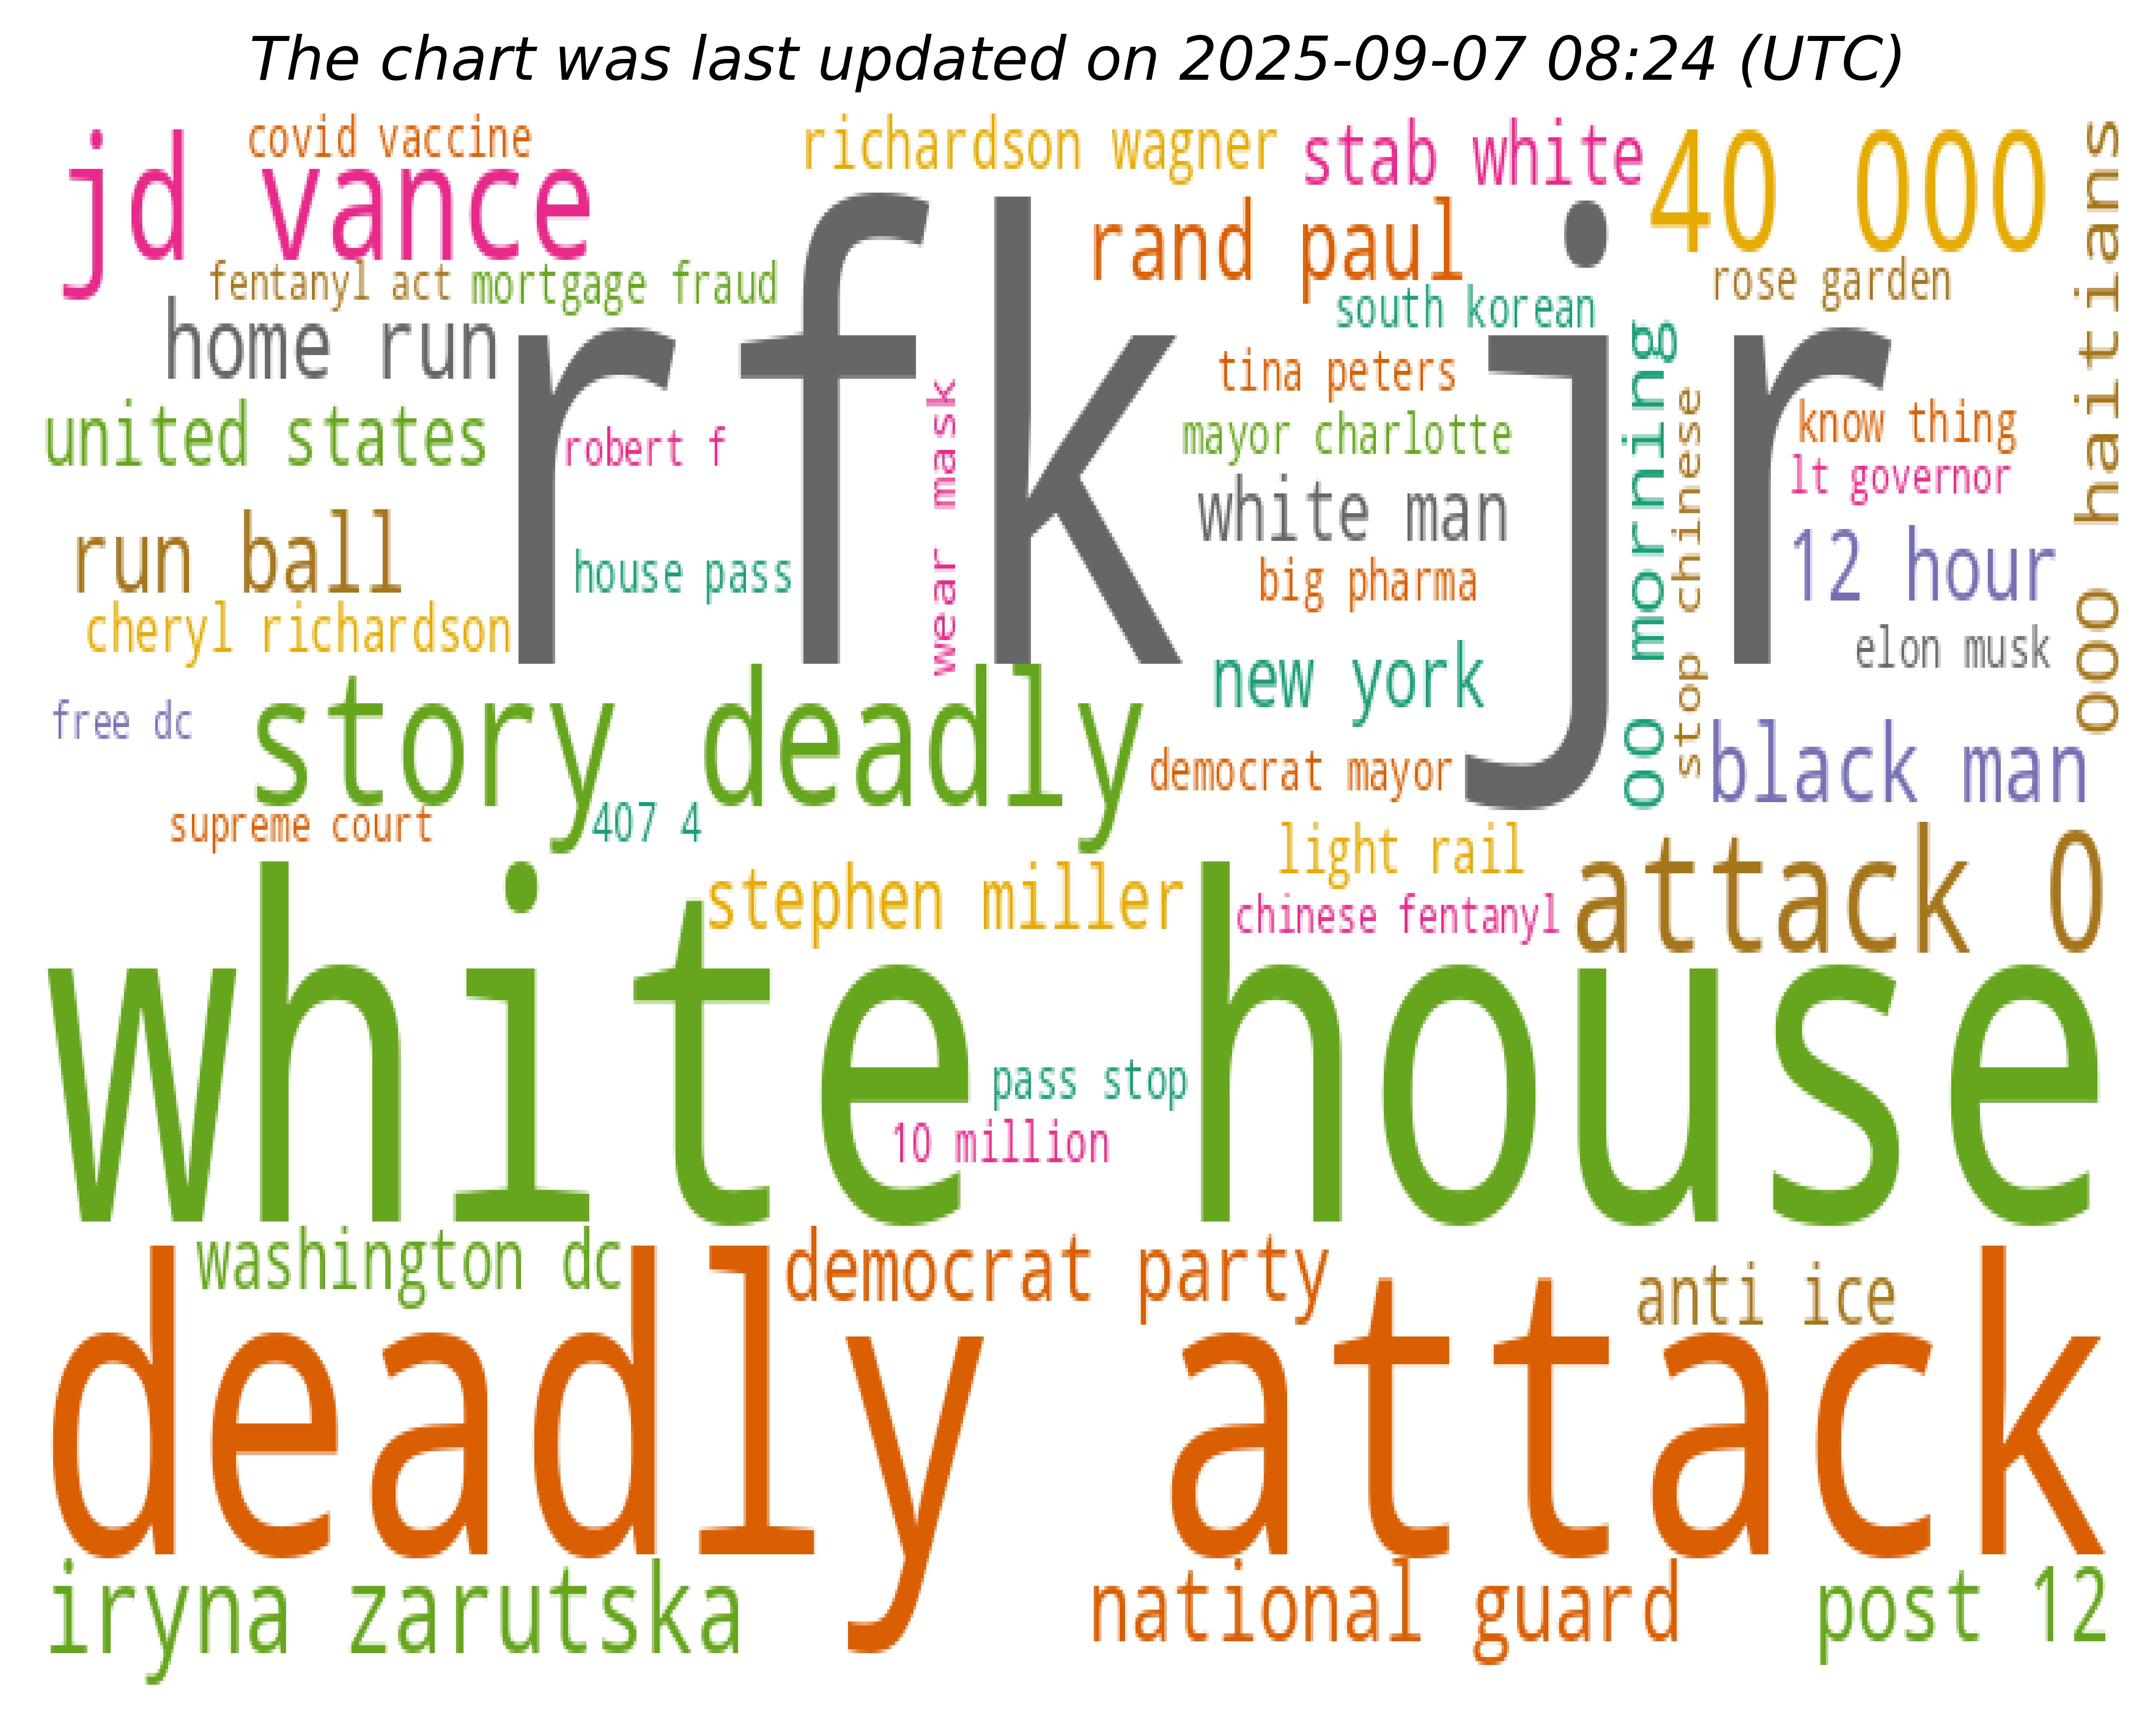 The chart was last updated on 2025-09-07 08:24 (UTC)
covid vaccine
richardson wagner
stab white
40 000
000 haitians
jd vance
rand paul
fentanyl act
mortgage fraud
south korean
rose garden
home run
rfk jr
tina peters
united states
robert f
wear mask
mayor charlotte
00 morning
stop chinese
know thing
lt governor
white man
run ball
house pass
big pharma
12 hour
cheryl richardson
new york
elon musk
free dc
story deadly
democrat mayor
black man
supreme court
407 4
light rail
stephen miller
chinese fentanyl
attack 0
white house
pass stop
10 million
washington dc
democrat party
anti ice
deadly attack
iryna zarutska
national guard
post 12